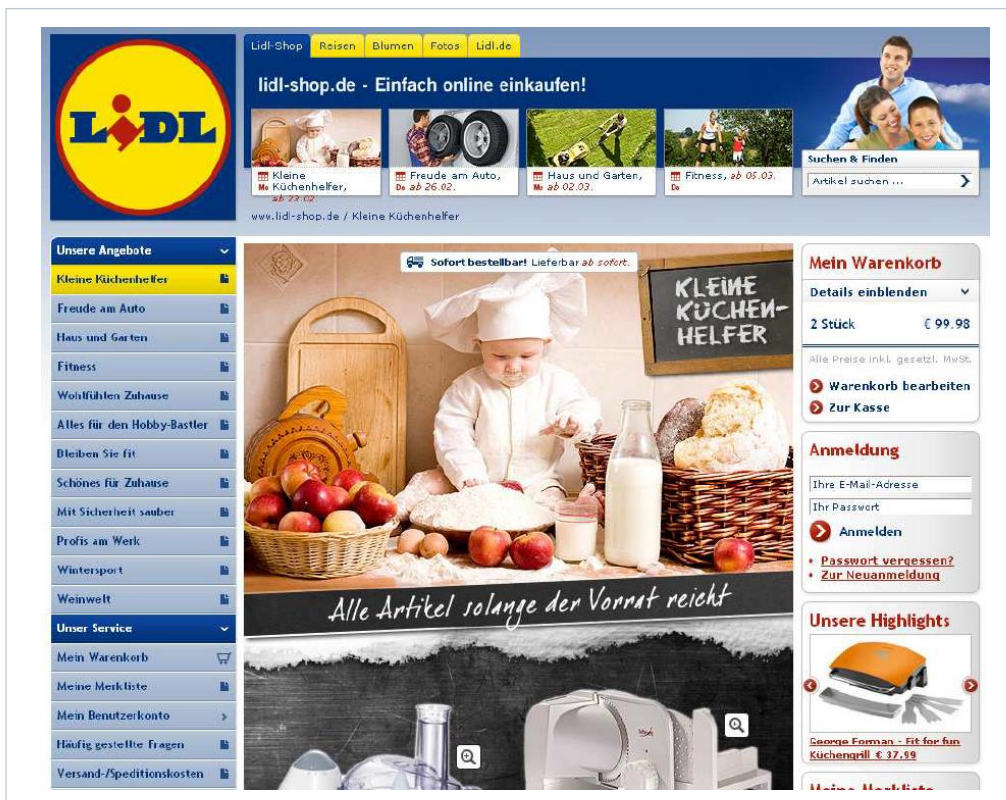 LIDL
Lidl-Shop
Reisen
Blumen
Fotos
Lidl.de
lidl-shop.de - Einfach online einkaufen!
Kleine
Mo Küchenhelfer,
ab 23.02.
Freude am Auto,
Do ab 26.02.
Haus und Garten,
Mo ab 02.03.
Fitness, ab 05.03.
Do
Suchen & Finden
Artikel suchen ...
www.lidl-shop.de / Kleine Küchenhelfer
Unsere Angebote
Kleine Küchenhelfer
Freude am Auto
Haus und Garten
Fitness
Wohlfühlen Zuhause
Alles für den Hobby-Bastler
Bleiben Sie fit
Schönes für Zuhause
Mit Sicherheit sauber
Profis am Werk
Wintersport
Weinwelt
Unser Service
Mein Warenkorb
Meine Merkliste
Mein Benutzerkonto
Häufig gestellte Fragen
Versand-/Speditionskosten
Sofort bestellbar! Lieferbar ab sofort.
KLEINE
KÜCHEN-
HELFER
Alle Artikel solange der Vorrat reicht
Mein Warenkorb
Details einblenden
2 Stück € 99.98
Alle Preise inkl. gesetzl. MwSt.
Warenkorb bearbeiten
Zur Kasse
Anmeldung
Ihre E-Mail-Adresse
Ihr Passwort
Anmelden
Passwort vergessen?
Zur Neuanmeldung
Unsere Highlights
George Forman - Fit for fun
Küchengrill € 37.99
Meine Merkliste